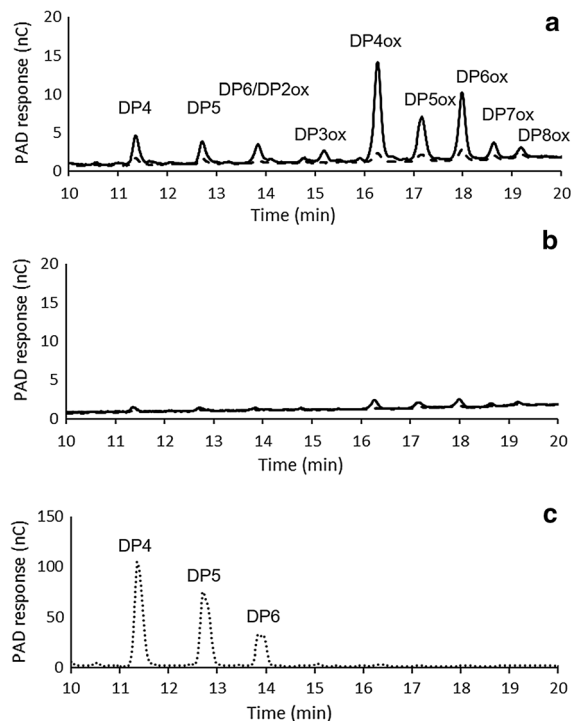 a
PAD response (nC)
20
15
10
5
0
DP4
DP5
DP6/DP2ox
DP3ox
DP4ox
DP5ox
DP6ox
DP7ox
DP8ox
10 11 12 13 14 15 16 17 18 19 20
Time (min)
b
PAD response (nC)
20
15
10
5
0
10 11 12 13 14 15 16 17 18 19 20
Time (min)
c
PAD response (nC)
150
100
50
0
DP4
DP5
DP6
10 11 12 13 14 15 16 17 18 19 20
Time (min)